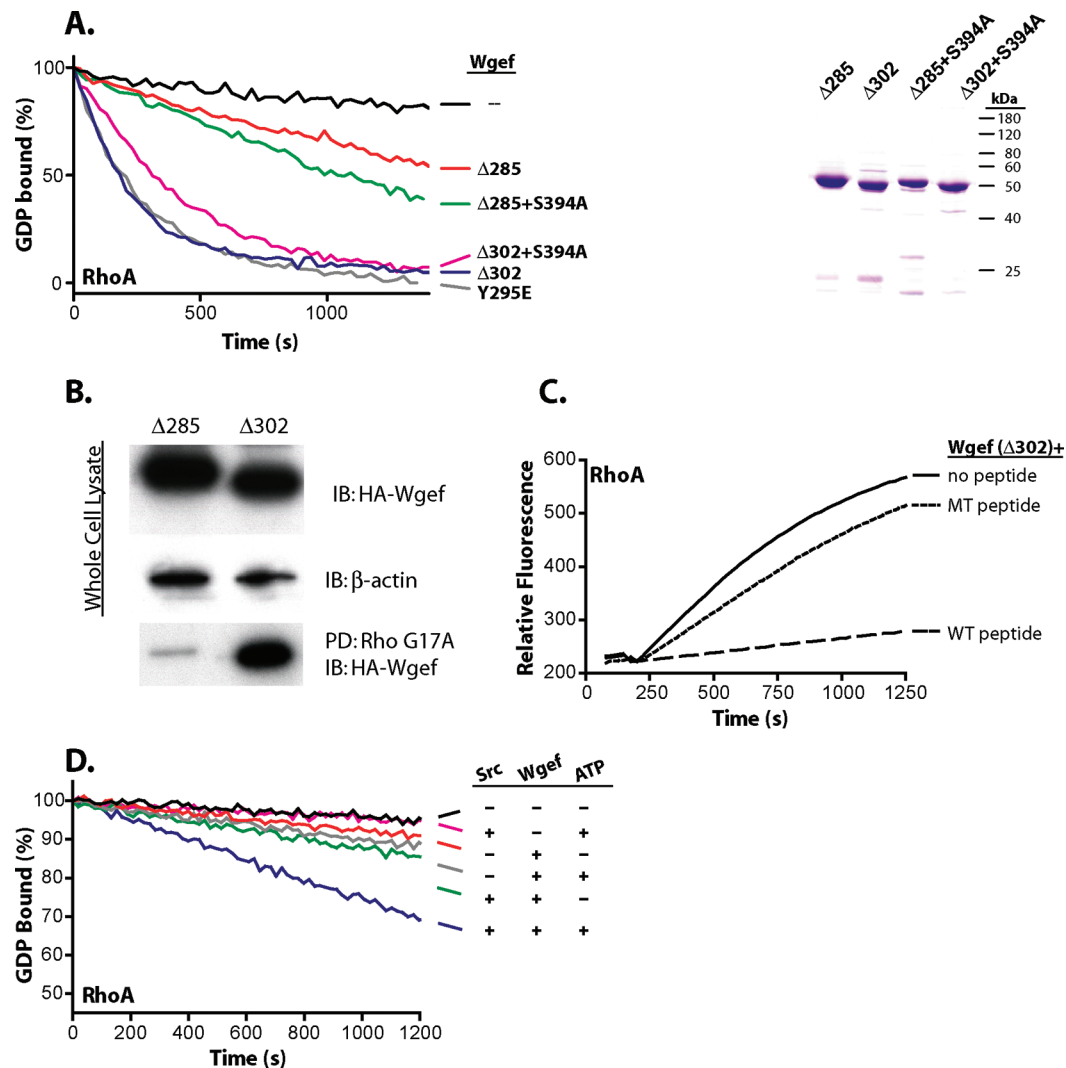 A.
Wgef
100
50
0
GDP bound (%)
--
Δ285
Δ285+S394A
Δ302+S394A
Δ302
Y295E
RhoA
0 500 1000
Time (s)
Δ285 Δ302 Δ285+S394A Δ302+S394A
kDa
180
120
80
60
50
40
25
B.
Δ285 Δ302
Whole Cell Lysate
IB: HA-Wgef
IB: β-actin
PD: Rho G17A
IB: HA-Wgef
C.
Wgef (Δ302)+
RhoA
no peptide
MT peptide
WT peptide
600
500
400
300
200
Relative Fluorescence
0 250 500 750 1000 1250
Time (s)
D.
Src Wgef ATP
– – –
+ – +
– + –
– + +
+ + –
+ + +
100
90
80
70
60
50
GDP Bound (%)
RhoA
0 200 400 600 800 1000 1200
Time (s)